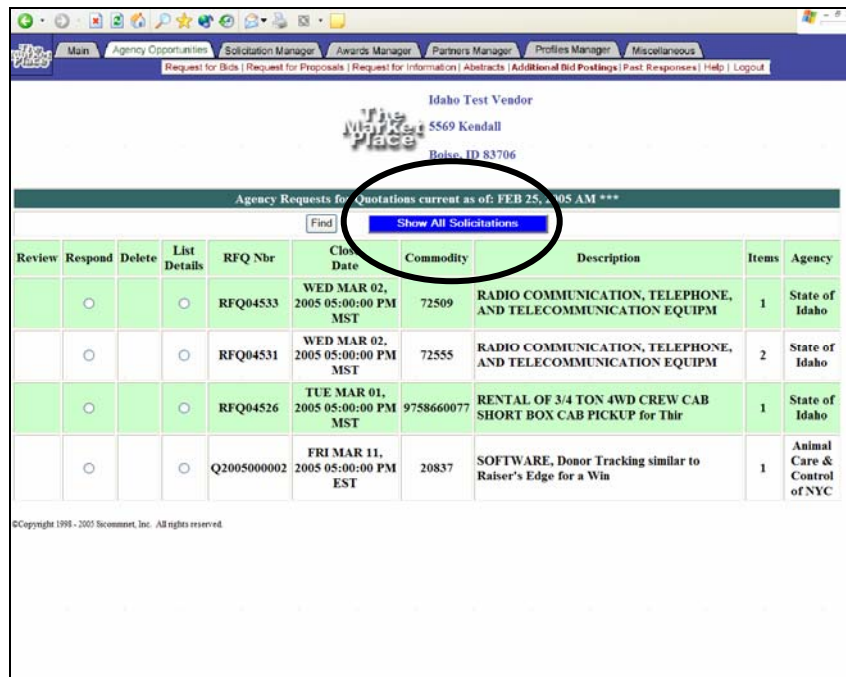 The Market Place
Main Agency Opportunities Solicitation Manager Awards Manager Partners Manager Profiles Manager Miscellaneous
Request for Bids | Request for Proposals | Request for Information | Abstracts | Additional Bid Postings | Past Responses | Help | Logout
Idaho Test Vendor
The
Market
Place
5569 Kendall
Boise, ID 83706
Agency Requests for Quotations current as of: FEB 25, 2005 AM ***
Find
Show All Solicitations
Review Respond Delete List Details RFQ Nbr Close Date Commodity Description Items Agency
RFQ04533
WED MAR 02,
2005 05:00:00 PM
MST
72509
RADIO COMMUNICATION, TELEPHONE,
AND TELECOMMUNICATION EQUIPM
1
State of
Idaho
RFQ04531
WED MAR 02,
2005 05:00:00 PM
MST
72555
RADIO COMMUNICATION, TELEPHONE,
AND TELECOMMUNICATION EQUIPM
2
State of
Idaho
RFQ04526
TUE MAR 01,
2005 05:00:00 PM
MST
9758660077
RENTAL OF 3/4 TON 4WD CREW CAB
SHORT BOX CAB PICKUP for Thir
1
State of
Idaho
Q2005000002
FRI MAR 11,
2005 05:00:00 PM
EST
20837
SOFTWARE, Donor Tracking similar to
Raiser's Edge for a Win
1
Animal
Care &
Control
of NYC
©Copyright 1998 - 2005 Sicommnet, Inc. All rights reserved.